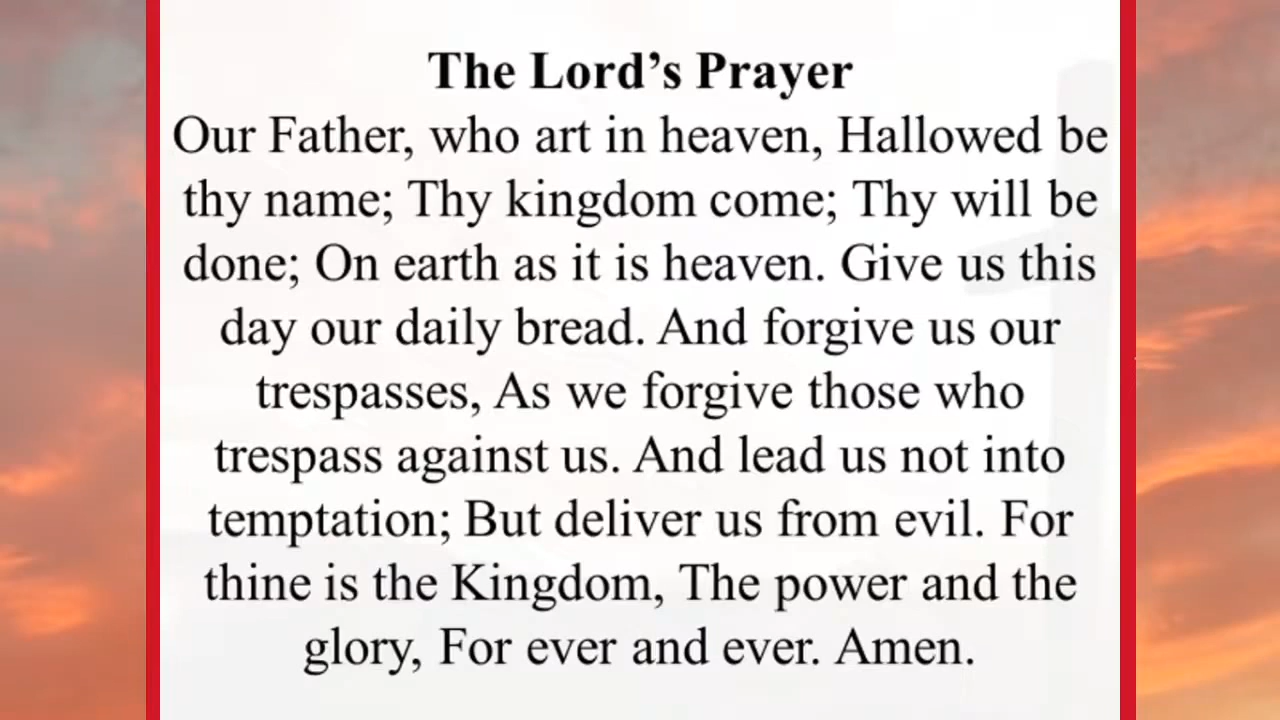 The Lord’s Prayer
Our Father, who art in heaven, Hallowed be
thy name; Thy kingdom come; Thy will be
done; On earth as it is heaven. Give us this
day our daily bread. And forgive us our
trespasses, As we forgive those who
trespass against us. And lead us not into
temptation; But deliver us from evil. For
thine is the Kingdom, The power and the
glory, For ever and ever. Amen.